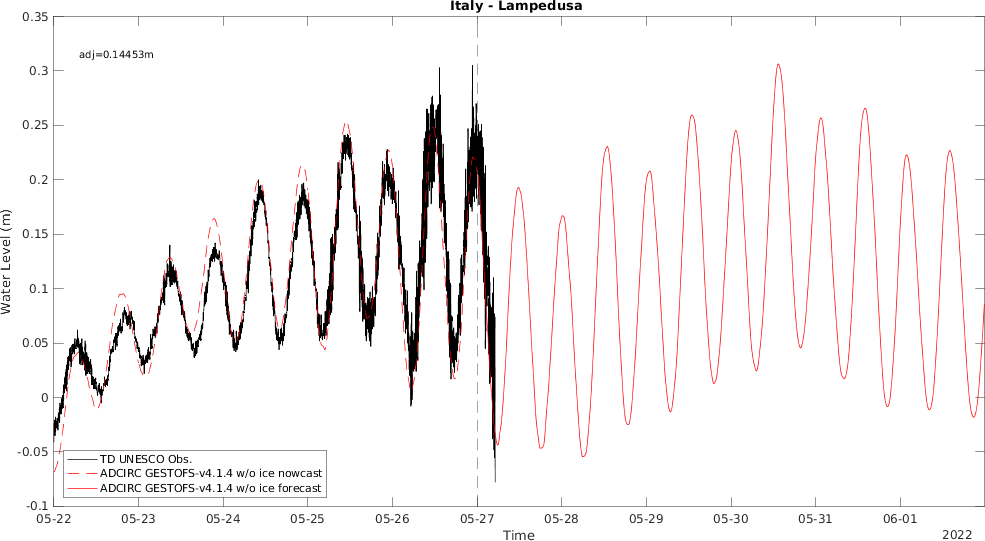 Italy - Lampedusa
adj=0.14453m
0.35
0.3
0.25
0.2
0.15
0.1
0.05
0
-0.05
-0.1
Water Level (m)
TD UNESCO Obs.
ADCIRC GESTOFS-v4.1.4 w/o ice nowcast
ADCIRC GESTOFS-v4.1.4 w/o ice forecast
05-22 05-23 05-24 05-25 05-26 05-27 05-28 05-29 05-30 05-31 06-01
Time
2022